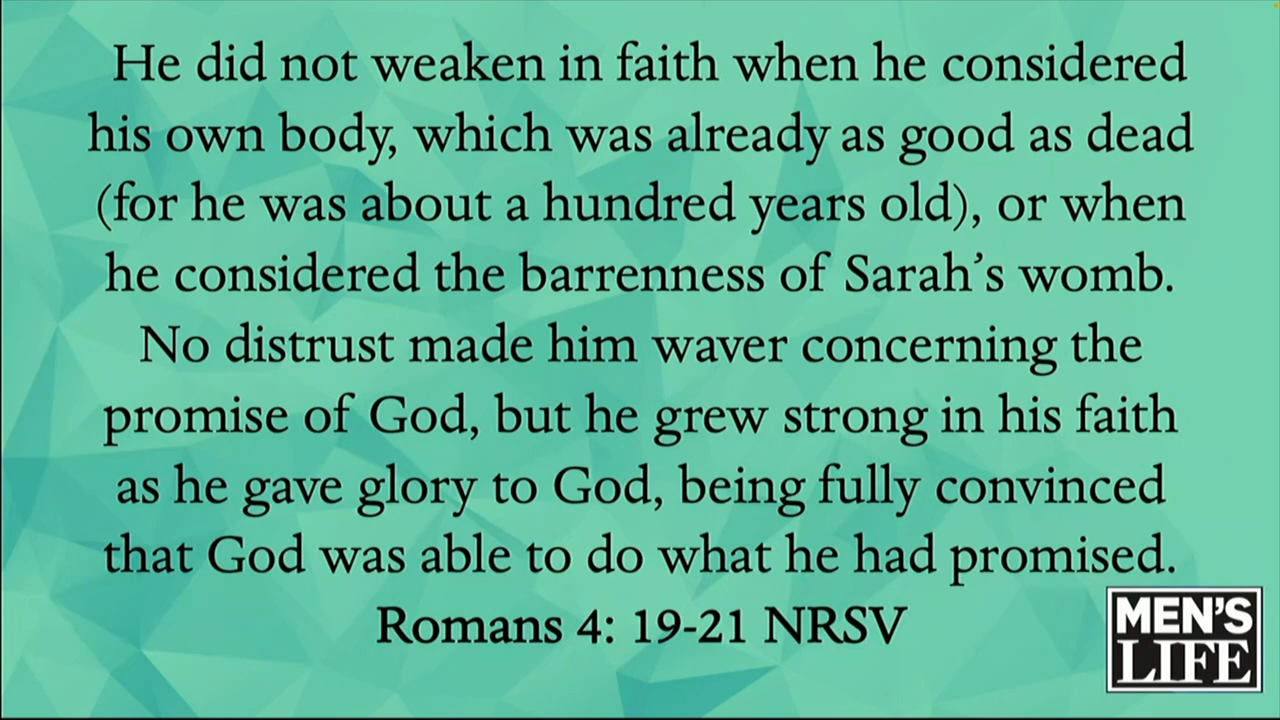 He did not weaken in faith when he considered
his own body, which was already as good as dead
(for he was about a hundred years old), or when
he considered the barrenness of Sarah’s womb.
No distrust made him waver concerning the
promise of God, but he grew strong in his faith
as he gave glory to God, being fully convinced
that God was able to do what he had promised.
Romans 4: 19-21 NRSV
MEN’S
LIFE